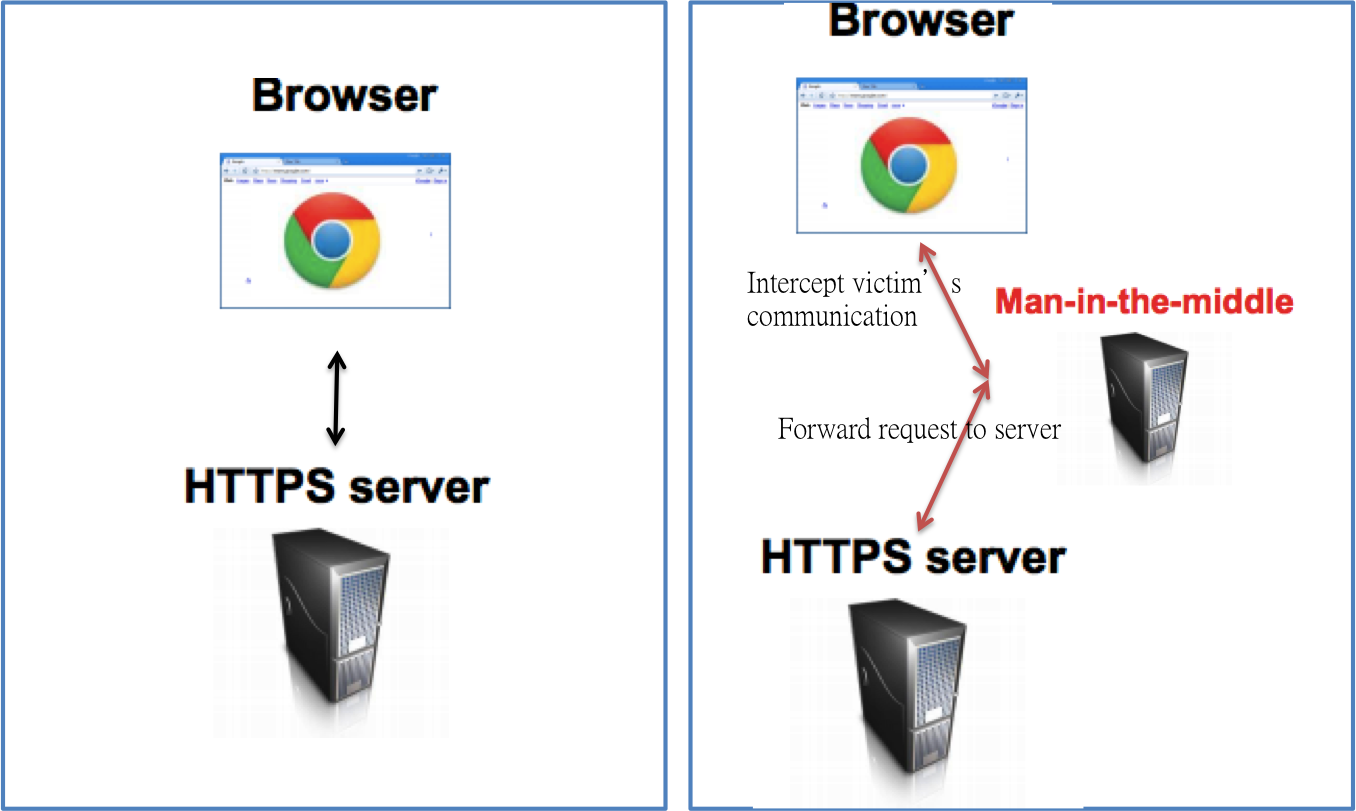 Browser
HTTPS server
Browser
Intercept victim’s
communication
Man-in-the-middle
Forward request to server
HTTPS server